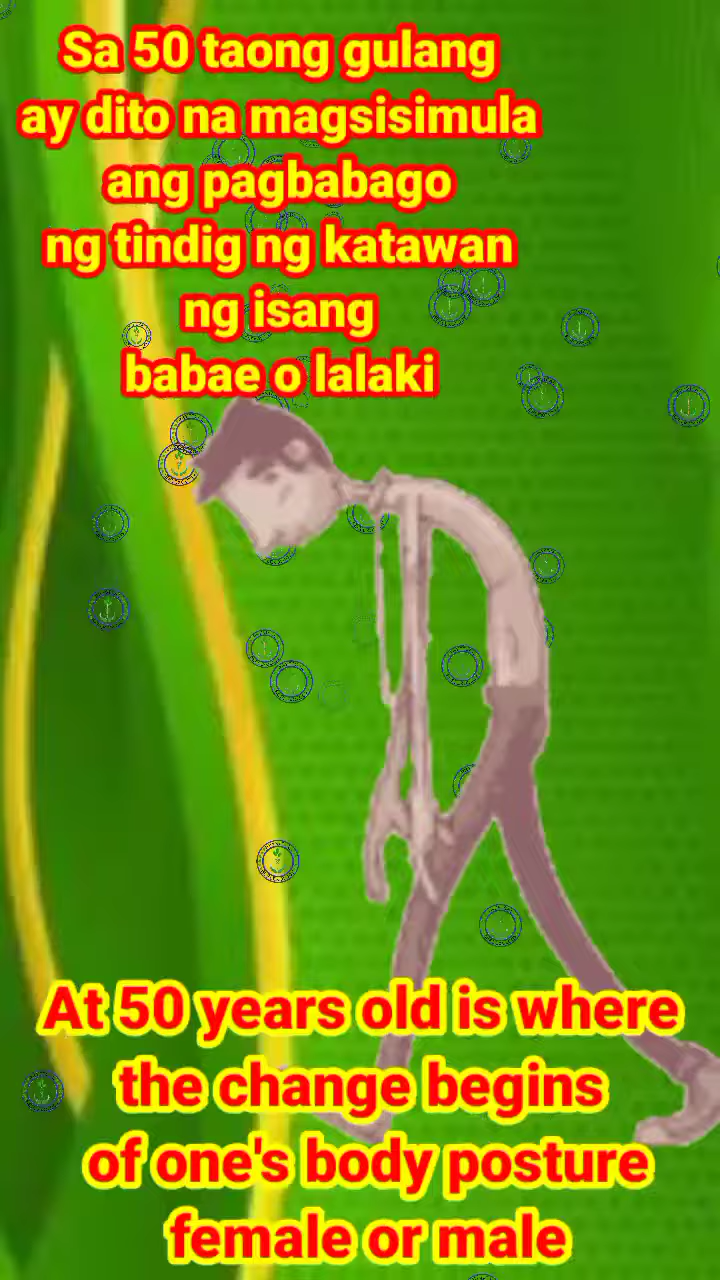 Sa 50 taong gulang
ay dito na magsisimula
ang pagbabago
ng tindig ng katawan
ng isang
babae o lalaki
At 50 years old is where
the change begins
of one's body posture
female or male